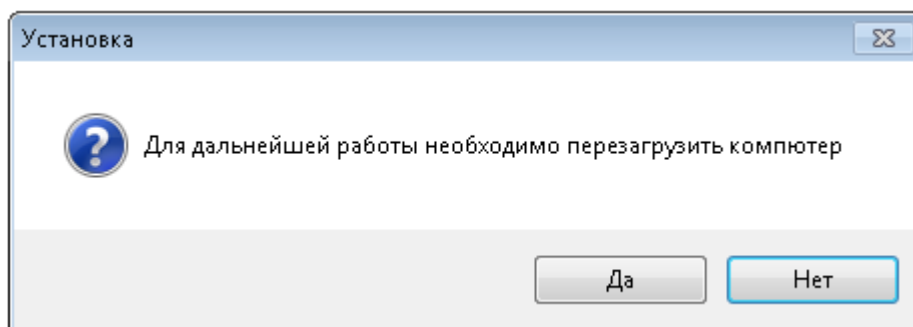 Установка
Для дальнейшей работы необходимо перезагрузить компютер
Да
Нет